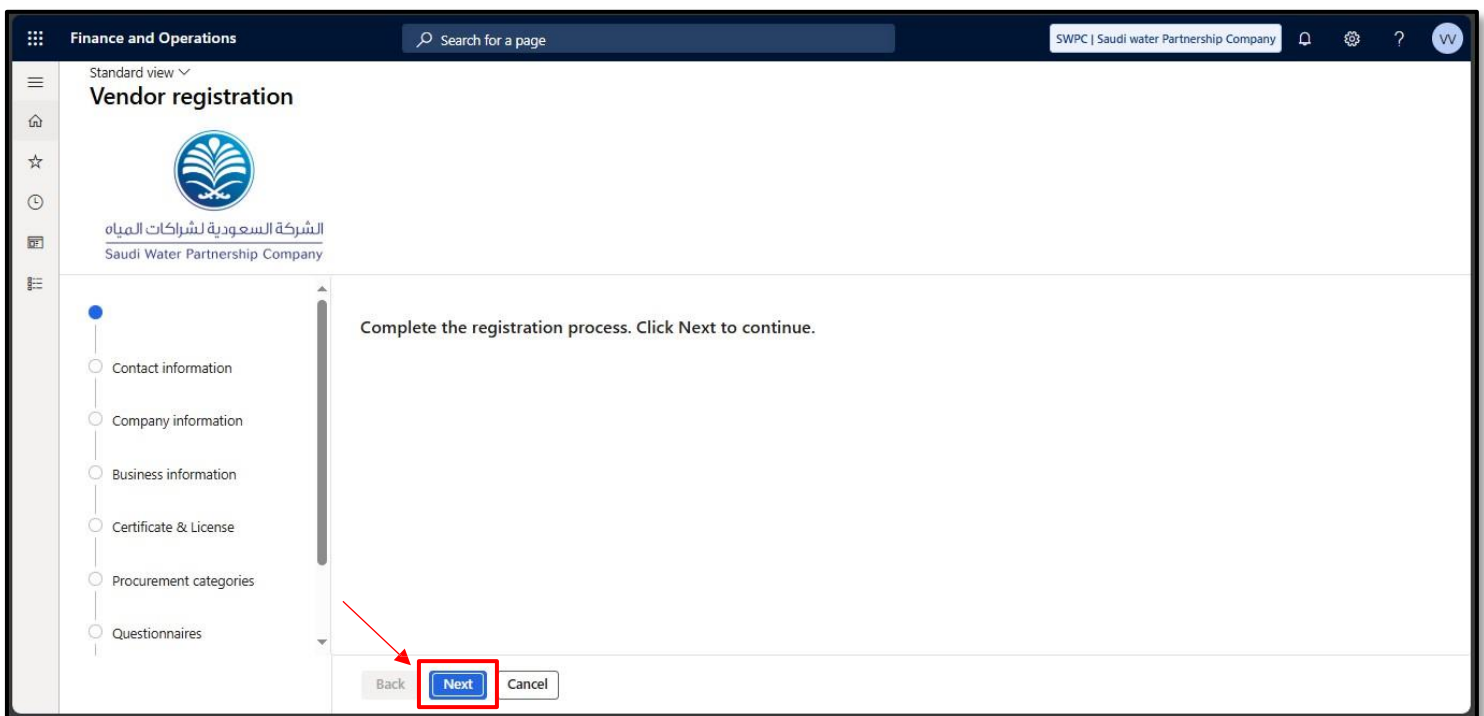 Finance and Operations
Search for a page
SWPC | Saudi water Partnership Company
?
VV
Standard view
Vendor registration
الشركة السعودية لشراكات المياه
Saudi Water Partnership Company
Complete the registration process. Click Next to continue.
Contact information
Company information
Business information
Certificate & License
Procurement categories
Questionnaires
Back
Next
Cancel